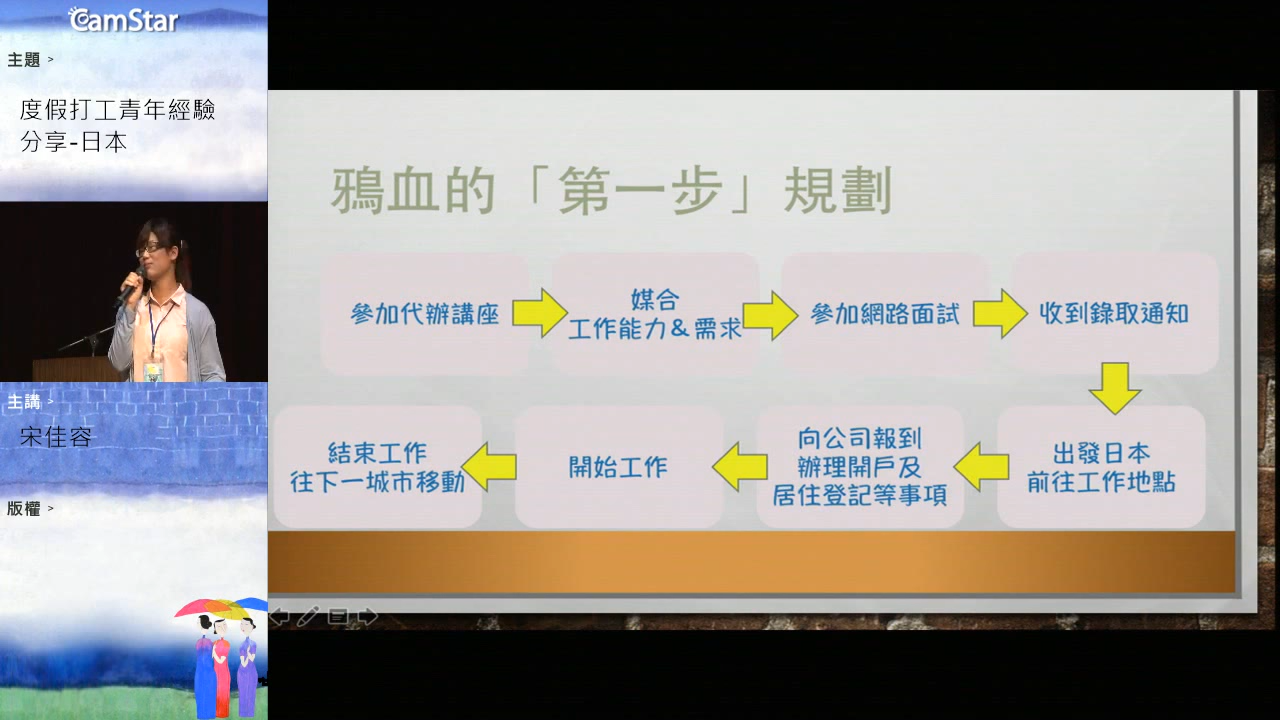 CamStar
主題 >
度假打工青年經驗
分享-日本
主講 >
宋佳容
版權 >
鴉血的「第一步」規劃
參加代辦講座
媒合
工作能力&需求
參加網路面試
收到錄取通知
出發日本
前往工作地點
向公司報到
辦理開戶及
居住登記等事項
開始工作
結束工作
往下一城市移動